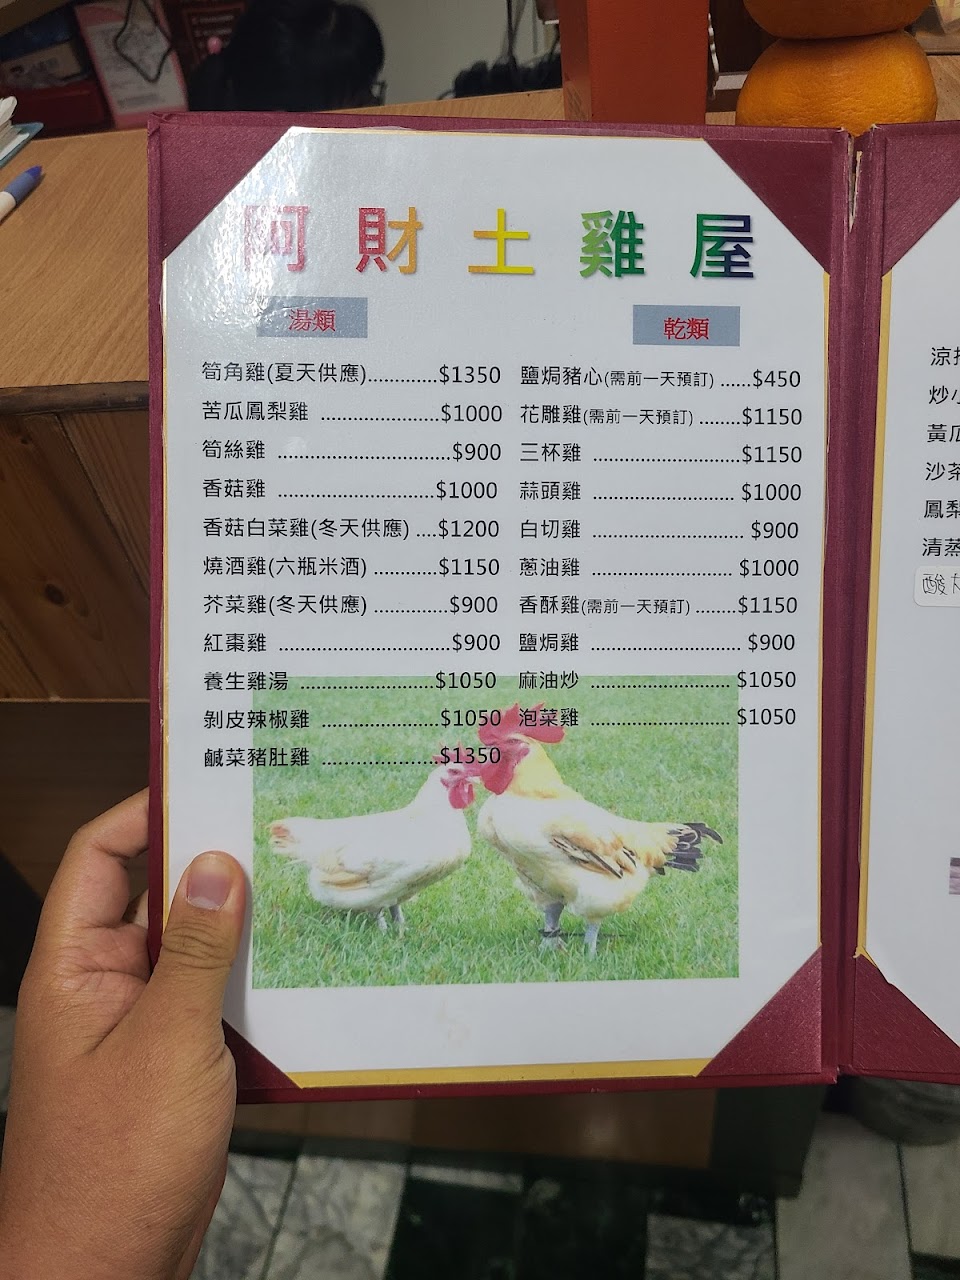 阿財土雞屋
湯類
筍角雞(夏天供應)............$1350
苦瓜鳳梨雞 .....................$1000
筍絲雞 ..............................$900
香菇雞 ...........................$1000
香菇白菜雞(冬天供應) ....$1200
燒酒雞(六瓶米酒) ............$1150
芥菜雞(冬天供應) ..............$900
紅棗雞 ..............................$900
養生雞湯 .......................$1050
剝皮辣椒雞 ....................$1050
鹹菜豬肚雞 ....................$1350
乾類
鹽焗豬心(需前一天預訂) ......$450
花雕雞(需前一天預訂) ........$1150
三杯雞 .........................$1150
蒜頭雞 ........................ $1000
白切雞 .......................... $900
蔥油雞 ........................ $1000
香酥雞(需前一天預訂) ........$1150
鹽焗雞 .......................... $900
麻油炒 ........................ $1050
泡菜雞 ........................ $1050
涼
炒
黃瓜
沙茶
鳳梨
清蒸